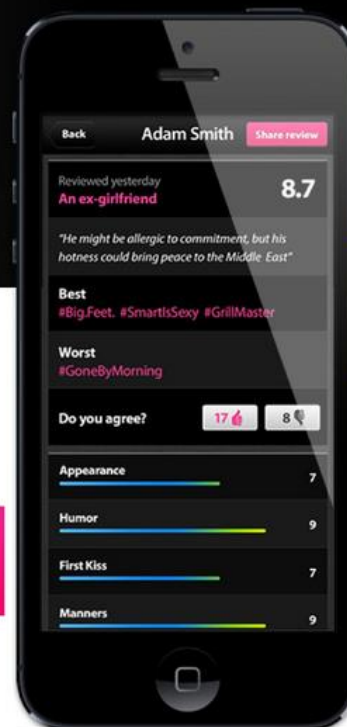 Back Adam Smith Share review
Reviewed yesterday 8.7
An ex-girlfriend
“He might be allergic to commitment, but his
hotness could bring peace to the Middle East”
Best
#Big.Feet. #SmartIsSexy #GrillMaster
Worst
#GoneByMorning
Do you agree? 17 8
Appearance 7
Humor 9
First Kiss 7
Manners 9